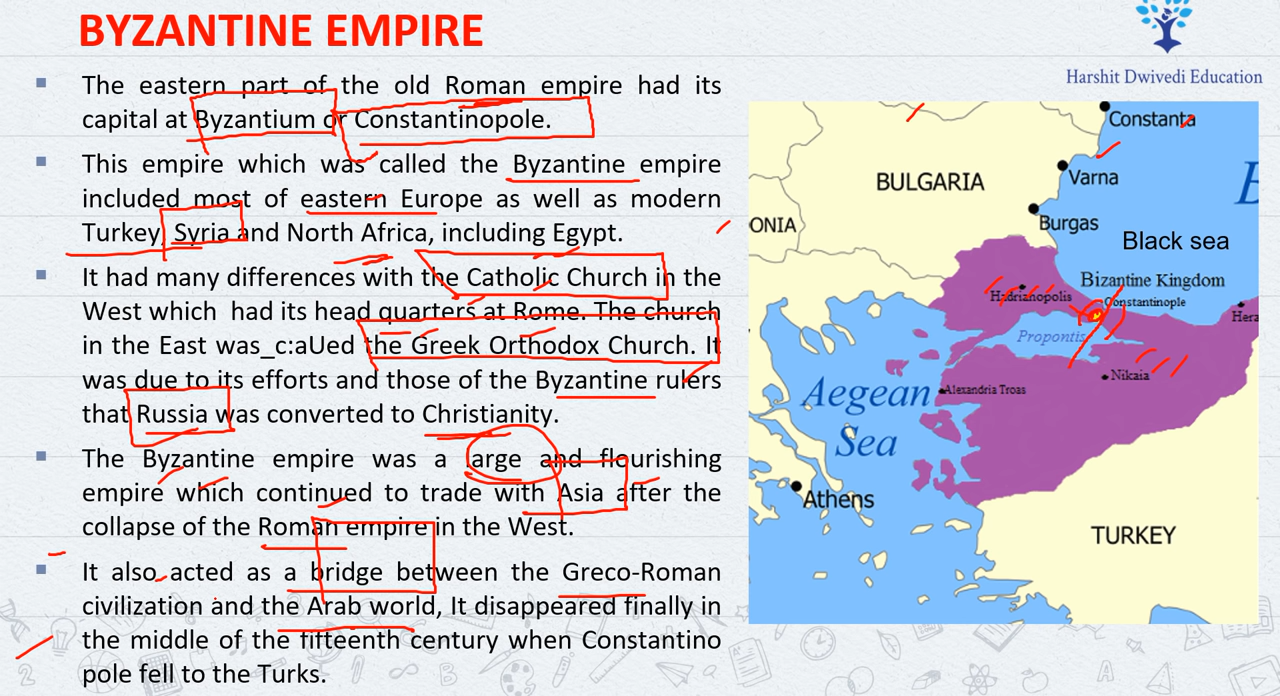 BYZANTINE EMPIRE
Harshit Dwivedi Education
The eastern part of the old Roman empire had its
capital at Byzantium or Constantinopole.
This empire which was called the Byzantine empire
included most of eastern Europe as well as modern
Turkey, Syria and North Africa, including Egypt.
It had many differences with the Catholic Church in the
West which had its head quarters at Rome. The church
in the East was_c:aUed the Greek Orthodox Church. It
was due to its efforts and those of the Byzantine rulers
that Russia was converted to Christianity.
The Byzantine empire was a large and flourishing
empire which continued to trade with Asia after the
collapse of the Roman empire in the West.
It also acted as a bridge between the Greco-Roman
civilization and the Arab world, It disappeared finally in
the middle of the fifteenth century when Constantino
pole fell to the Turks.
Constanta
Varna
BULGARIA
B
Burgas
ONIA
Black sea
Bizantine Kingdom
Hadrianopolis
Constantinople
Hera
Propontis
Nikaia
Alexandria Troas
Aegean
Sea
Athens
TURKEY